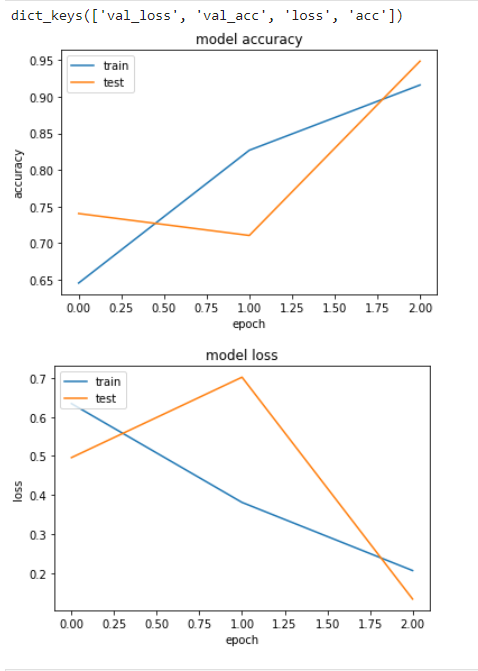 dict_keys(['val_loss', 'val_acc', 'loss', 'acc'])
model accuracy
train
test
0.95
0.90
0.85
0.80
0.75
0.70
0.65
accuracy
0.00 0.25 0.50 0.75 1.00 1.25 1.50 1.75 2.00
epoch
model loss
train
test
0.7
0.6
0.5
0.4
0.3
0.2
loss
0.00 0.25 0.50 0.75 1.00 1.25 1.50 1.75 2.00
epoch